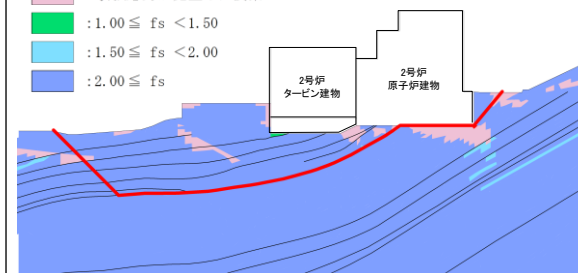 :1.00≦ fs <1.50
:1.50≦ fs <2.00
:2.00≦ fs
2号炉
タービン建物
2号炉
原子炉建物